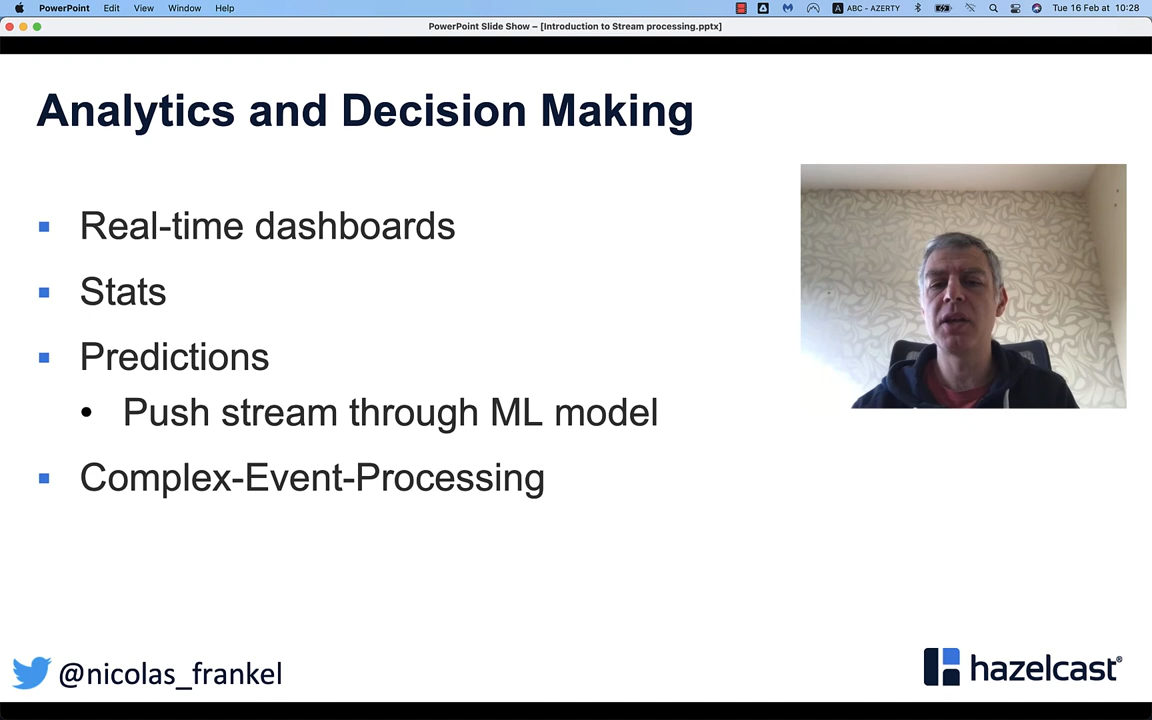 PowerPoint Edit View Window Help ABC - AZERTY Tue 16 Feb at 10:28
PowerPoint Slide Show – [Introduction to Stream processing.pptx]
Analytics and Decision Making
Real-time dashboards
Stats
Predictions
Push stream through ML model
Complex-Event-Processing
@nicolas_frankel
hazelcast®